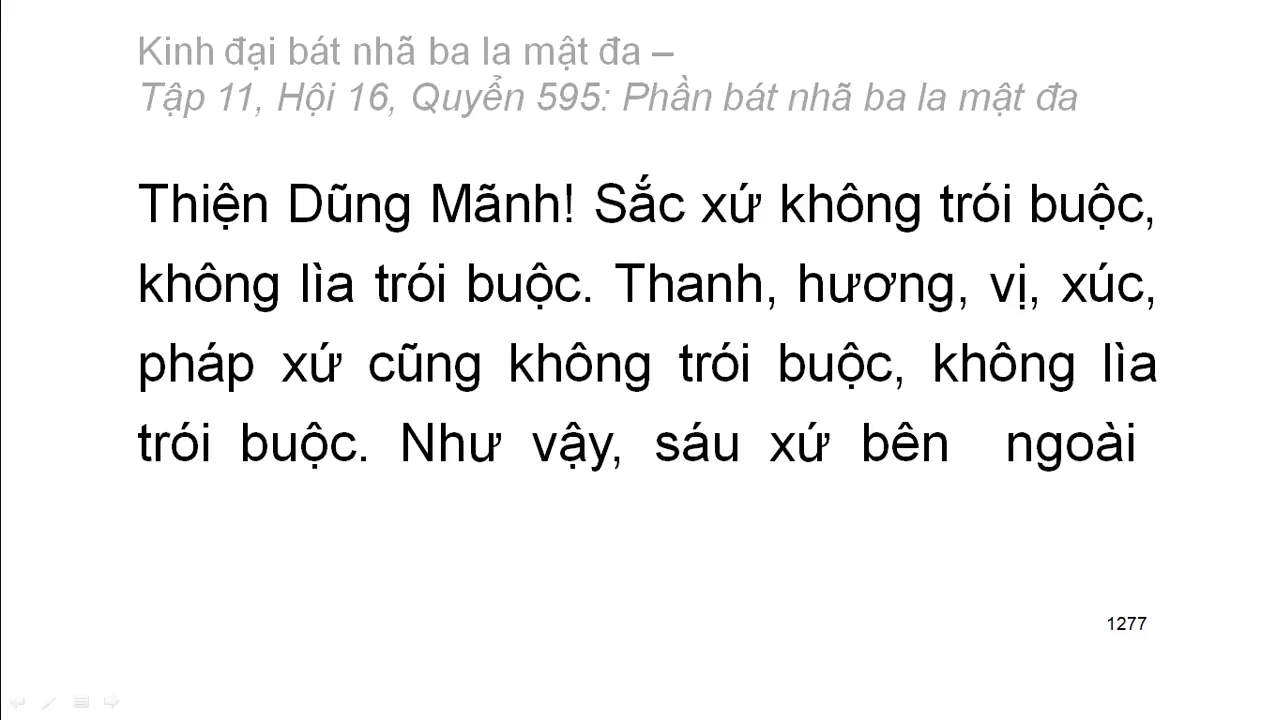 Kinh đại bát nhã ba la mật đa –
Tập 11, Hội 16, Quyển 595: Phần bát nhã ba la mật đa
Thiện Dũng Mãnh! Sắc xứ không trói buộc,
không lìa trói buộc. Thanh, hương, vị, xúc,
pháp xứ cũng không trói buộc, không lìa
trói buộc. Như vậy, sáu xứ bên ngoài
1277